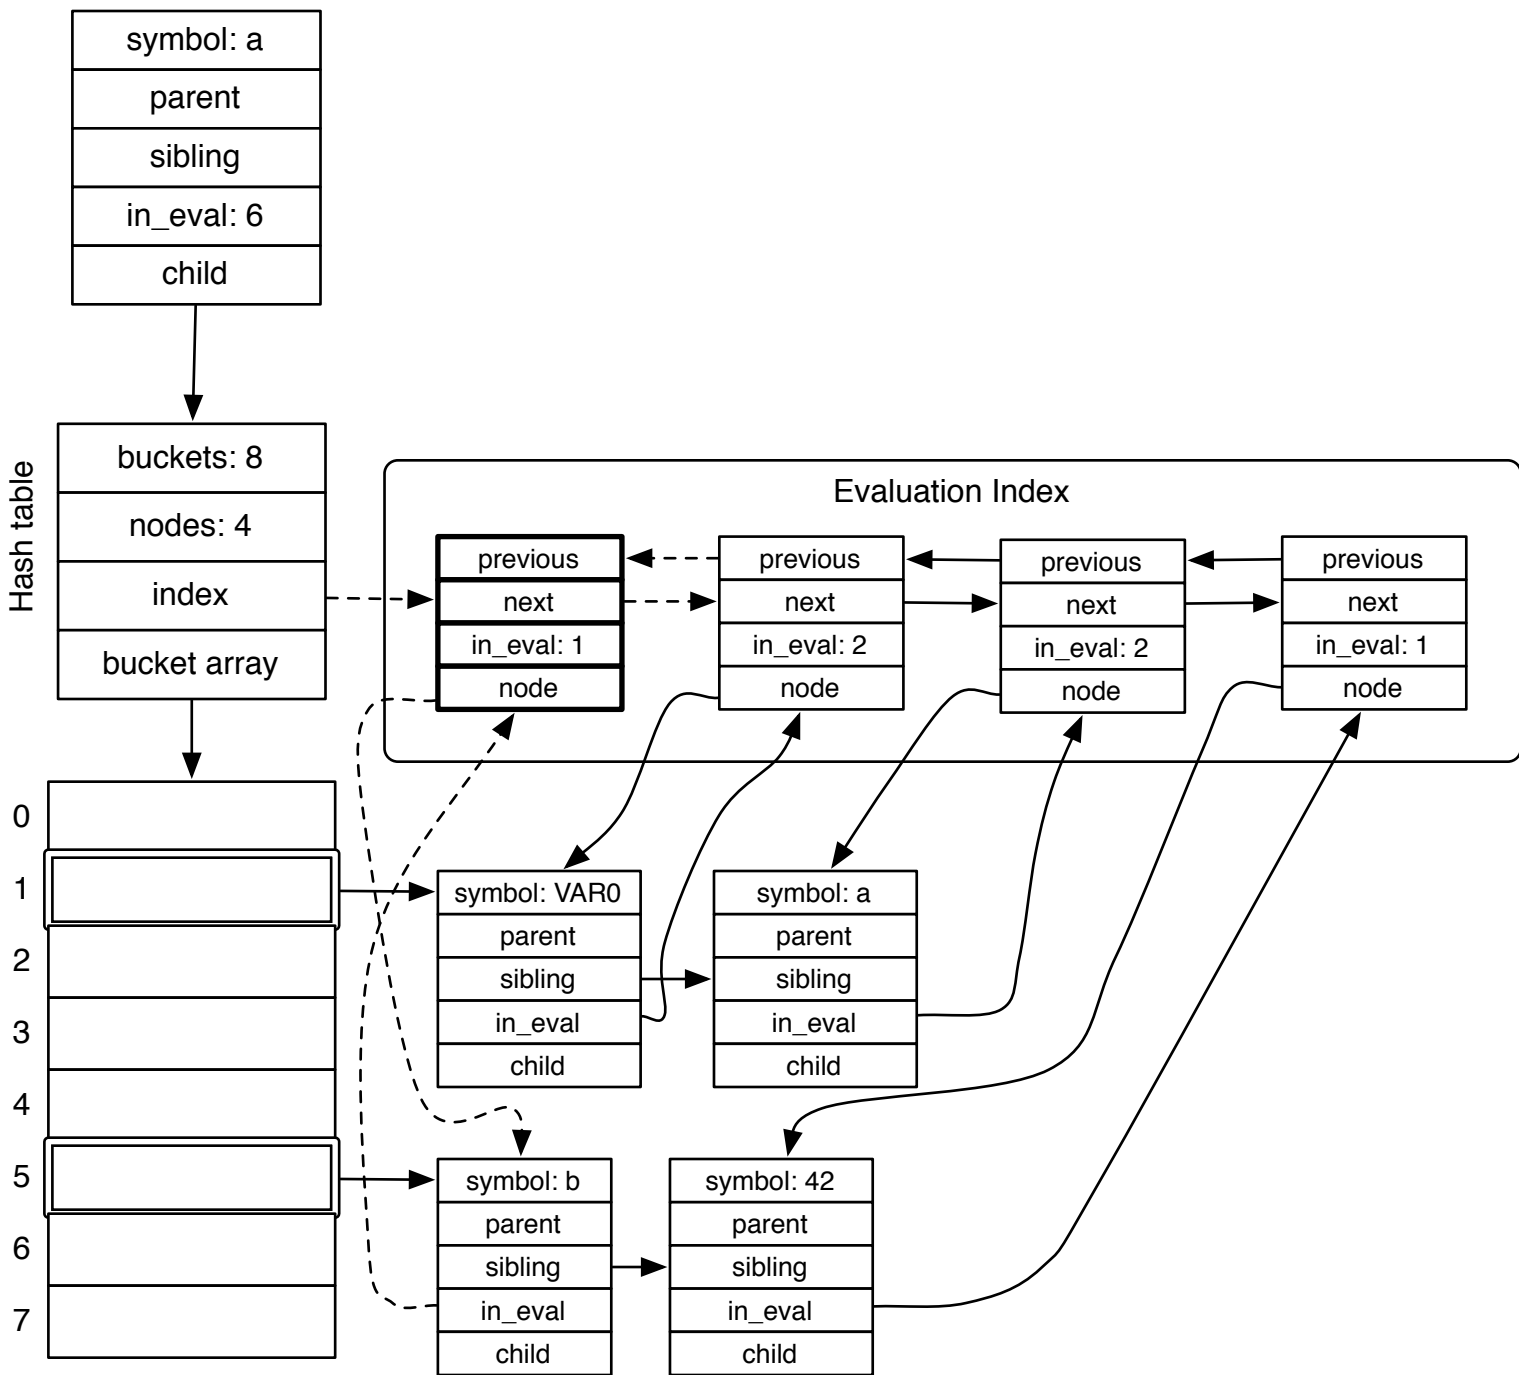 symbol: a
parent
sibling
in_eval: 6
child
Hash table
buckets: 8
nodes: 4
index
bucket array
Evaluation Index
previous
next
in_eval: 1
node
previous
next
in_eval: 2
node
previous
next
in_eval: 2
node
previous
next
in_eval: 1
node
0
1
2
3
4
5
6
7
symbol: VAR0
parent
sibling
in_eval
child
symbol: a
parent
sibling
in_eval
child
symbol: b
parent
sibling
in_eval
child
symbol: 42
parent
sibling
in_eval
child